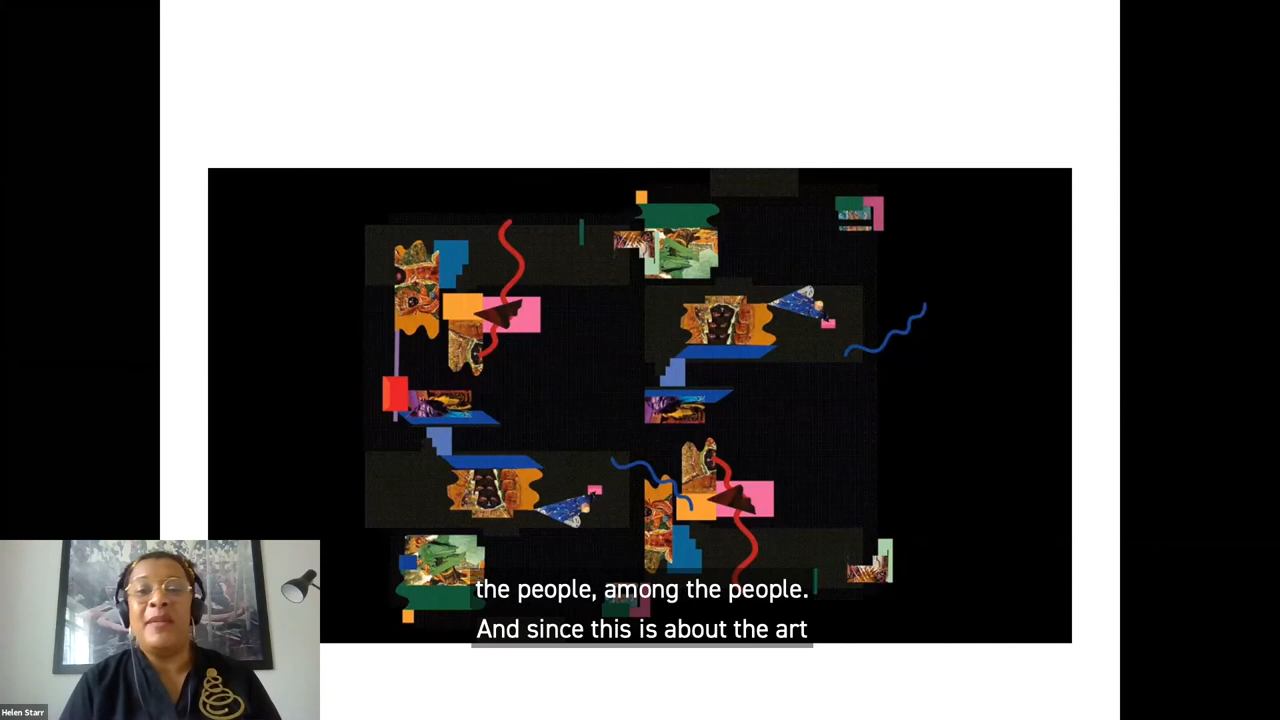 the people, among the people.
And since this is about the art
Helen Starr